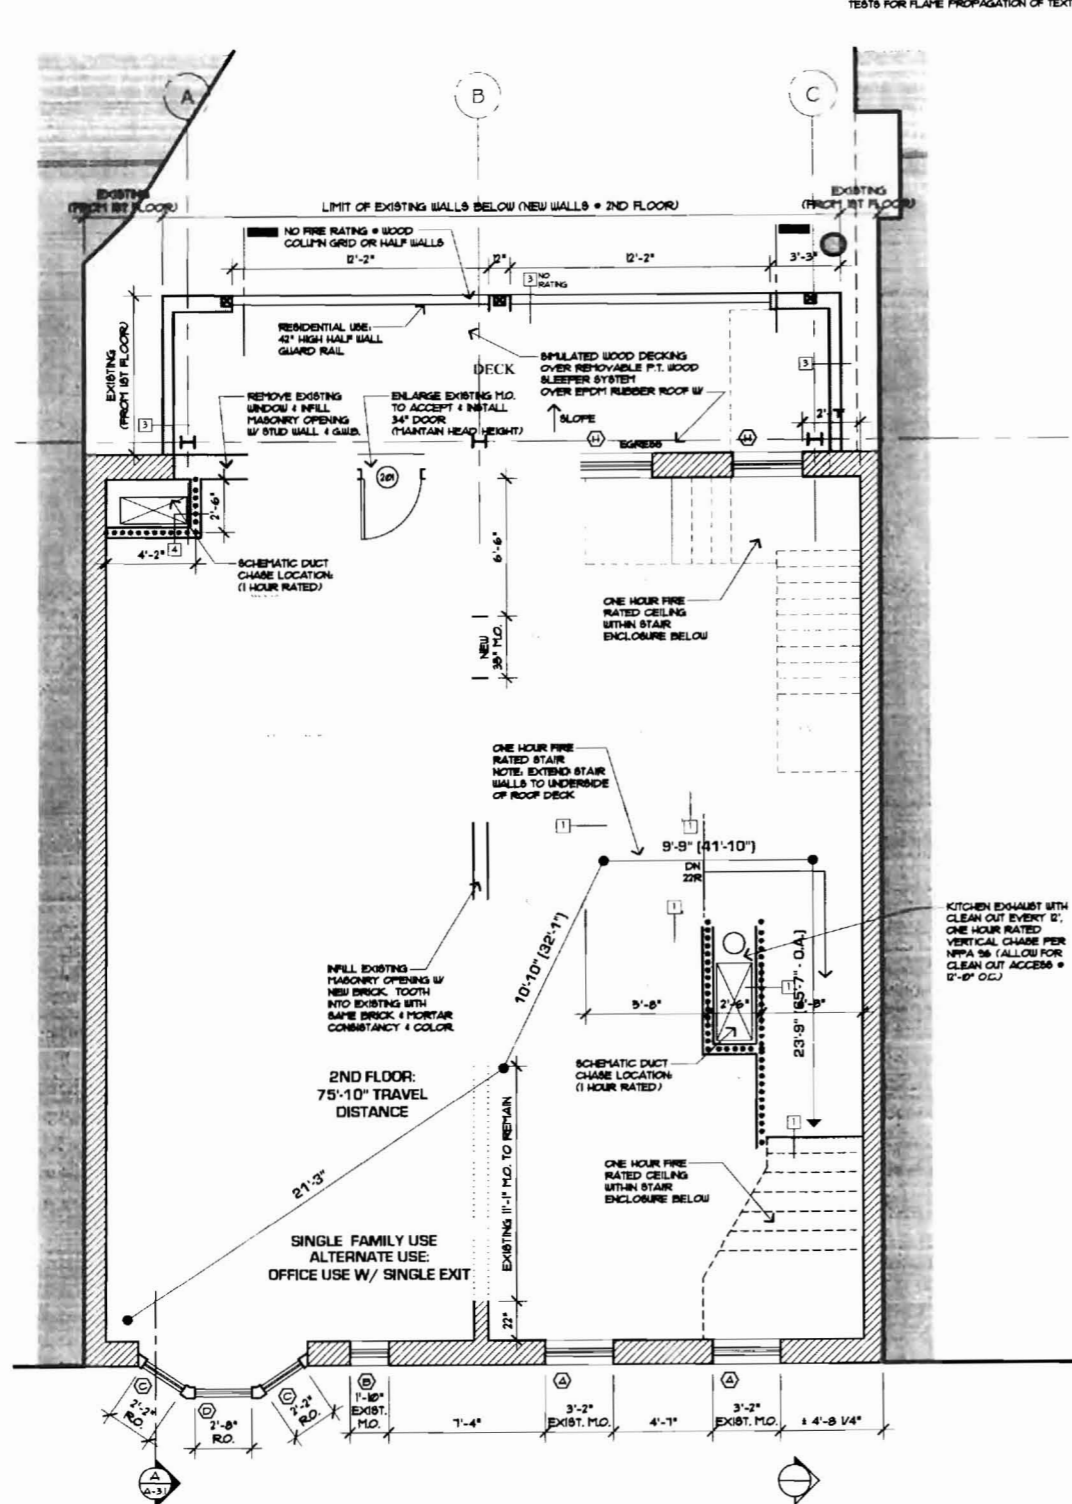 TESTS FOR FLAME PROPAGATION OF TEXT
A
B
C
EXISTING
(FROM 1ST FLOOR)
LIMIT OF EXISTING WALLS BELOW (NEW WALLS @ 2ND FLOOR)
EXISTING
(FROM 1ST FLOOR)
NO FIRE RATING @ WOOD
COLUMN GRID OR HALF WALLS
12'-2"
12"
12'-2"
3'-3"
3 NO
RATING
RESIDENTIAL USE:
42" HIGH HALF WALL
GUARD RAIL
DECK
SIMULATED WOOD DECKING
OVER REMOVABLE P.T. WOOD
SLEEPER SYSTEM
OVER EPDM RUBBER ROOF W/
SLOPE
EXISTING
(FROM 1ST FLOOR)
3
3
REMOVE EXISTING
WINDOW & INFILL
MASONRY OPENING
W/ STUD WALL & G.W.B.
ENLARGE EXISTING M.O.
TO ACCEPT & INSTALL
34" DOOR
(MAINTAIN HEAD HEIGHT)
H
EGRESS
H
201
2'-6"
4'-2"
4
SCHEMATIC DUCT
CHASE LOCATION:
(1 HOUR RATED)
6'-6"
NEW
38" M.O.
ONE HOUR FIRE
RATED CEILING
WITHIN STAIR
ENCLOSURE BELOW
ONE HOUR FIRE
RATED STAIR
NOTE: EXTEND STAIR
WALLS TO UNDERSIDE
OF ROOF DECK
1
1
9'-9" (41'-10")
DN
22R
1
KITCHEN EXHAUST WITH
CLEAN OUT EVERY 12',
ONE HOUR RATED
VERTICAL CHASE PER
NFPA 96 (ALLOW FOR
CLEAN OUT ACCESS @
12'-0" O.C.)
10'-10" (32'-1")
INFILL EXISTING
MASONRY OPENING W/
NEW BRICK. TOOTH
INTO EXISTING WITH
SAME BRICK & MORTAR
CONSISTANCY & COLOR
1
5'-8"
2'-6"
23'-9" (65'-7" - O.A.)
SCHEMATIC DUCT
CHASE LOCATION:
(1 HOUR RATED)
2ND FLOOR:
75'-10" TRAVEL
DISTANCE
1
EXISTING 11'-1" M.O. TO REMAIN
ONE HOUR FIRE
RATED CEILING
WITHIN STAIR
ENCLOSURE BELOW
21'-3"
SINGLE FAMILY USE
ALTERNATE USE:
OFFICE USE W/ SINGLE EXIT
22"
C
D
C
B
A
A
2'-2"
R.O.
2'-8"
R.O.
2'-2"
R.O.
1'-10"
EXIST.
M.O.
7'-4"
3'-2"
EXIST. M.O.
4'-7"
3'-2"
EXIST. M.O.
± 4'-8 1/4"
A
A-3.1